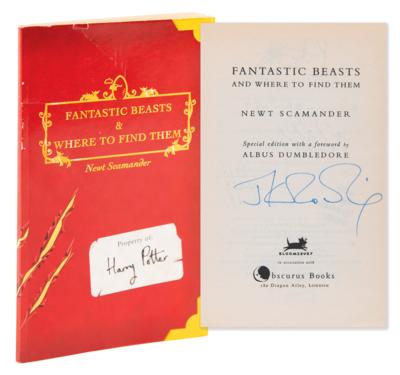 FANTASTIC BEASTS
&
WHERE TO FIND THEM
Newt Scamander
Property of:
Harry Potter
FANTASTIC BEASTS
AND WHERE TO FIND THEM
NEWT SCAMANDER
Special edition with a foreword by
ALBUS DUMBLEDORE
BLOOMSBURY
in association with
Obscurus Books
18a Diagon Alley, London